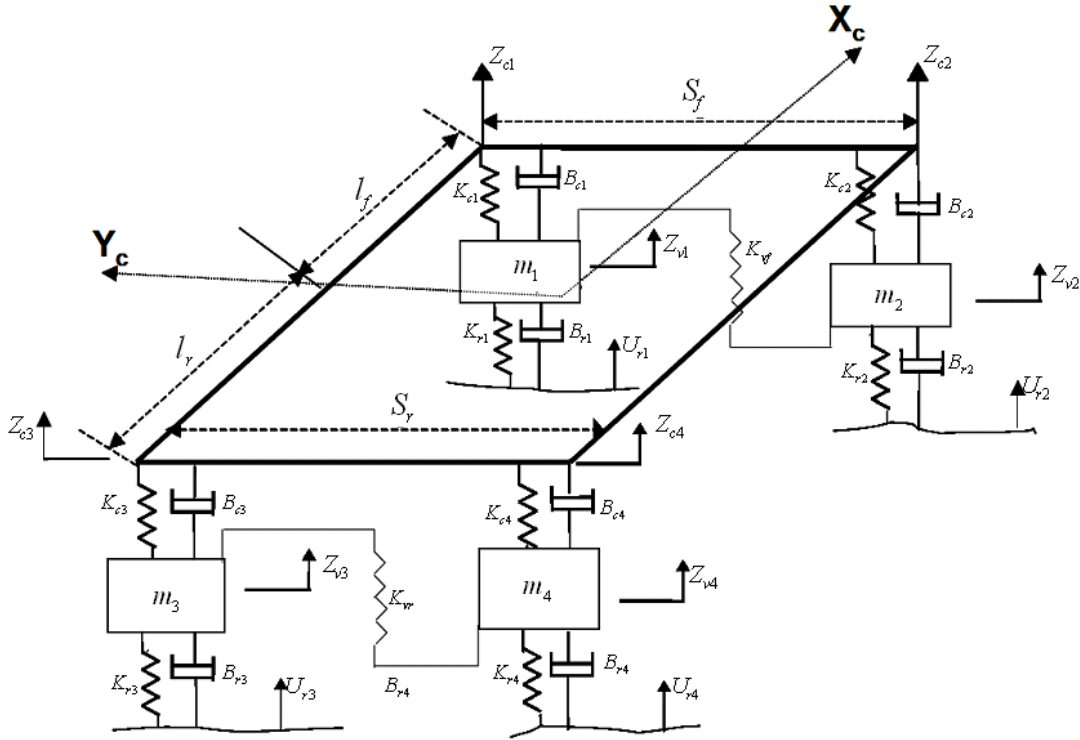 X_c
Z_c1
Z_c2
S_f
l_f
K_c1
B_c1
K_c2
B_c2
Y_c
m_1
Z_v1
K_vf
m_2
Z_v2
l_r
K_r1
B_r1
U_r1
K_r2
B_r2
U_r2
S_r
Z_c3
Z_c4
K_c3
B_c3
K_c4
B_c4
m_3
Z_v3
K_vr
m_4
Z_v4
K_r3
B_r3
U_r3
B_r4
K_r4
B_r4
U_r4